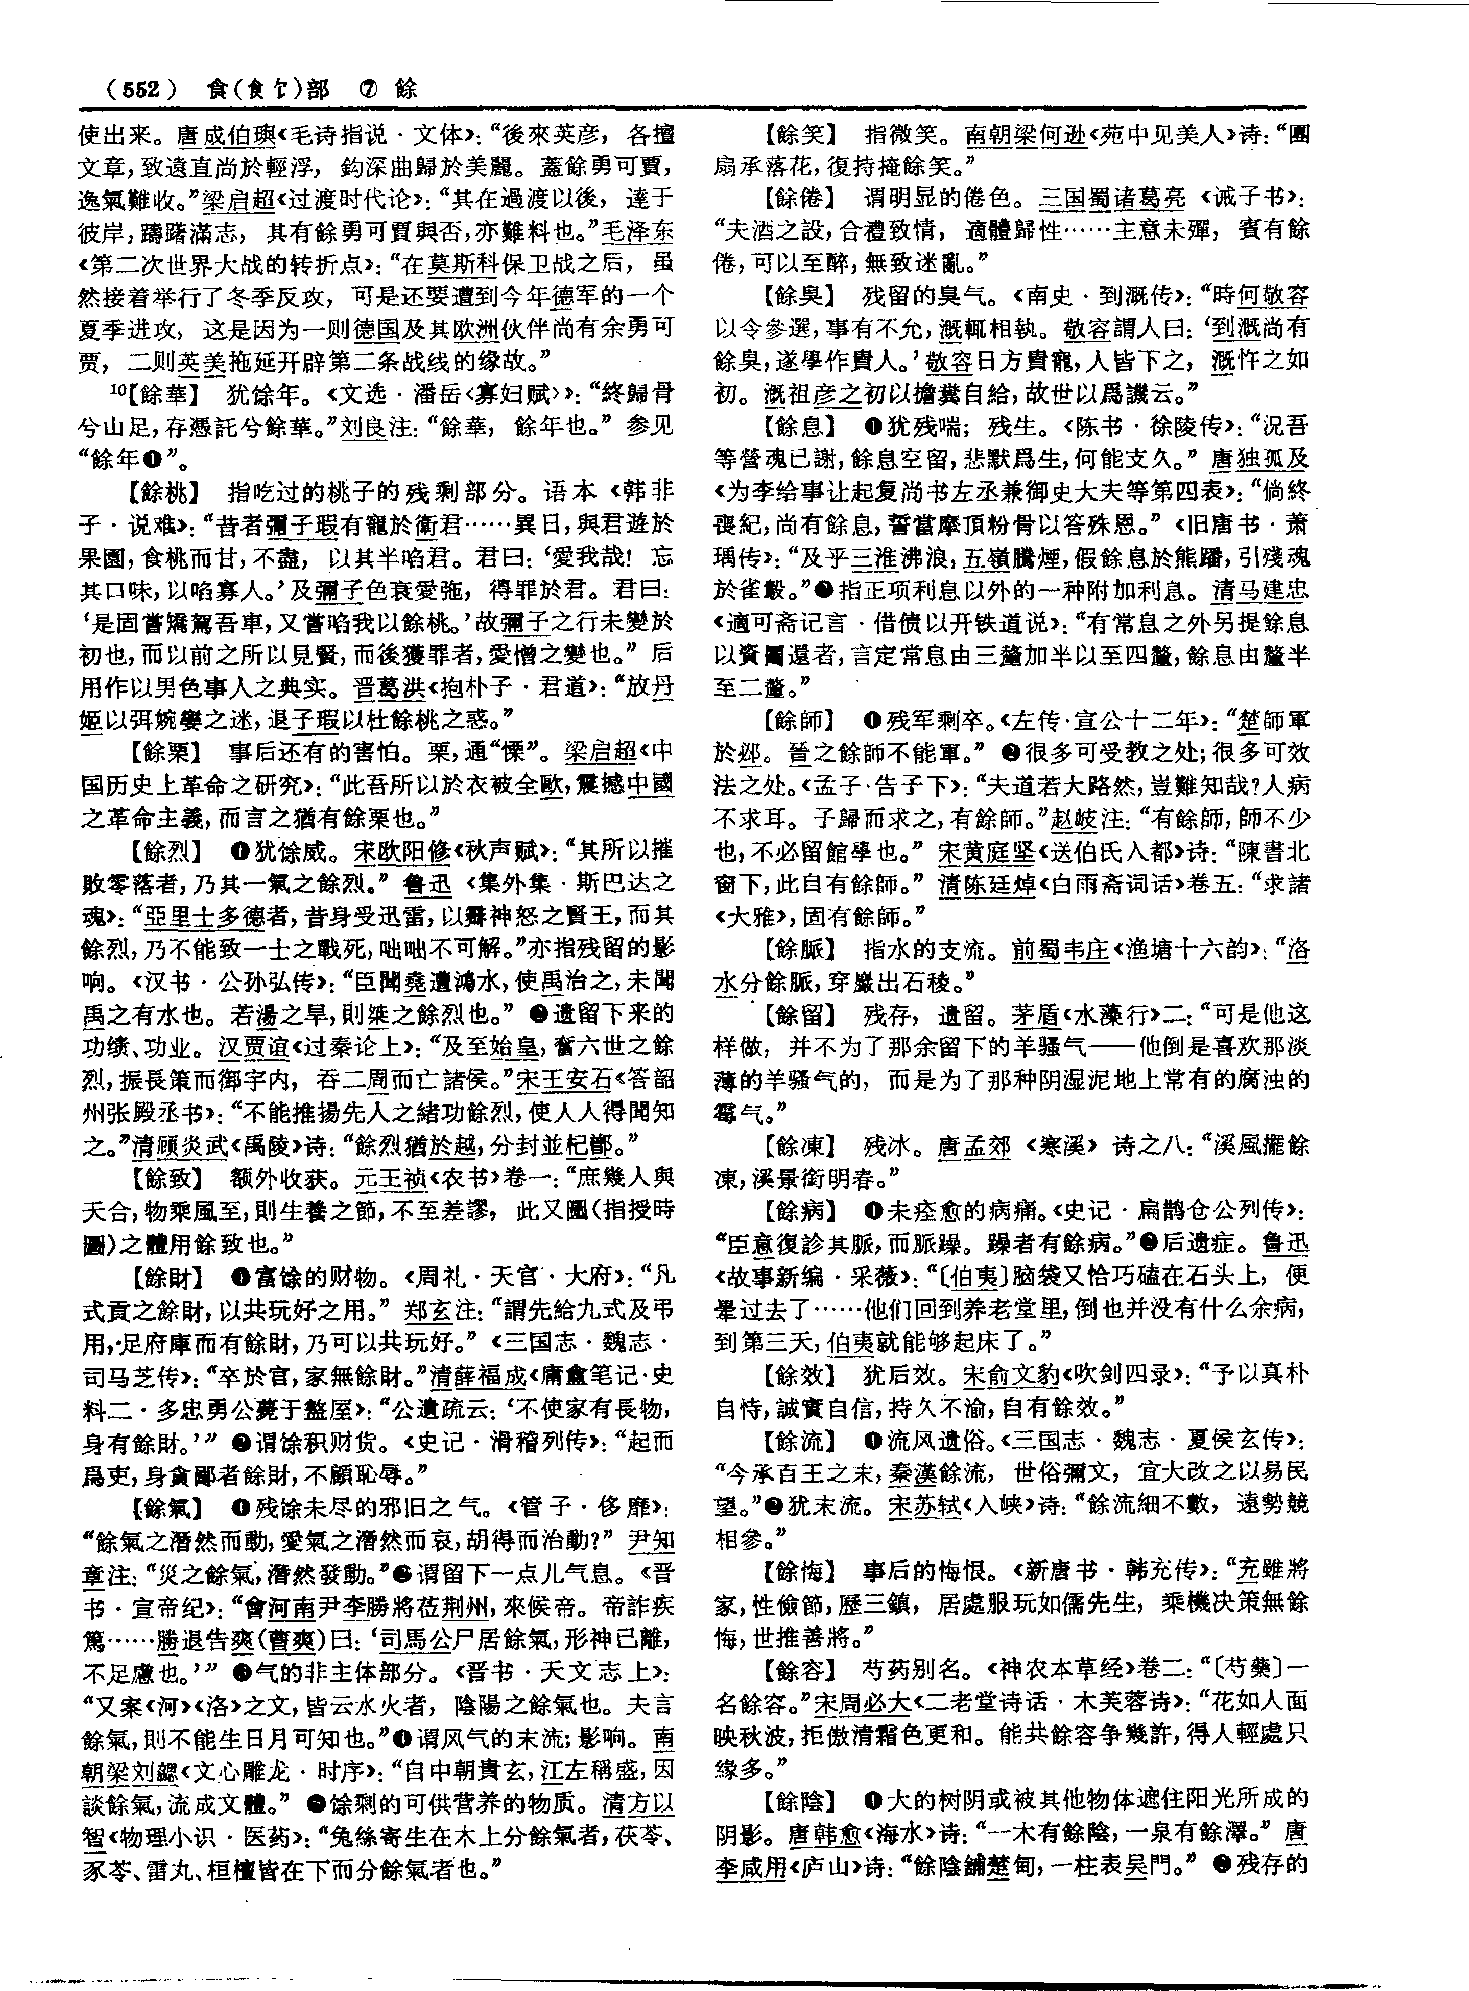 （552） 食(飠饣)部 ⑦ 餘
使出来。唐成伯璵《毛诗指说·文体》：“後來英彦，各擅
文章，致遠直尚於輕浮，鈎深曲歸於美麗。蓋餘勇可賈，
逸氣難收。”梁启超《过渡时代论》：“其在過渡以後，達于
彼岸，躊躇滿志，其有餘勇可賈與否，亦難料也。”毛泽东
《第二次世界大战的转折点》：“在莫斯科保卫战之后，虽
然接着举行了冬季反攻，可是还要遭到今年德军的一个
夏季进攻，这是因为一则德国及其欧洲伙伴尚有余勇可
贾，二则英美拖延开辟第二条战线的缘故。”
10【餘華】 犹馀年。《文选·潘岳〈寡妇赋〉》：“終歸骨
兮山足，存憑託兮餘華。”刘良注：“餘華，餘年也。”参见
“餘年❶”。
【餘桃】 指吃过的桃子的残剩部分。语本《韩非
子·说难》：“昔者彌子瑕有寵於衛君……異日，與君遊於
果園，食桃而甘，不盡，以其半啗君。君曰：‘愛我哉！忘
其口味，以啗寡人。’及彌子色衰愛弛，得罪於君。君曰：
‘是固嘗矯駕吾車，又嘗啗我以餘桃。’故彌子之行未變於
初也，而以前之所以見賢，而後獲罪者，愛憎之變也。”后
用作以男色事人之典实。晋葛洪《抱朴子·君道》：“放丹
姬以弭婉孌之迷，退子瑕以杜餘桃之惑。”
【餘栗】 事后还有的害怕。栗，通“慄”。梁启超《中
国历史上革命之研究》：“此吾所以於衣被全歐，震撼中國
之革命主義，而言之猶有餘栗也。”
【餘烈】 ❶犹馀威。宋欧阳修《秋声赋》：“其所以摧
敗零落者，乃其一氣之餘烈。”鲁迅《集外集·斯巴达之
魂》：“亞里士多德者，昔身受迅雷，以霹神怒之賢王，而其
餘烈，乃不能致一士之戰死，咄咄不可解。”亦指残留的影
响。《汉书·公孙弘传》：“臣聞堯遭鴻水，使禹治之，未聞
禹之有水也。若湯之旱，則桀之餘烈也。”❷遗留下来的
功绩、功业。汉贾谊《过秦论上》：“及至始皇，奮六世之餘
烈，振長策而御宇内，吞二周而亡諸侯。”宋王安石《答韶
州张殿丞书》：“不能推揚先人之緒功餘烈，使人人得聞知
之。”清顾炎武《禹陵》诗：“餘烈猶於越，分封並杞鄫。”
【餘致】 额外收获。元王祯《农书》卷一：“庶幾人與
天合，物乘風至，則生養之節，不至差謬，此又圖（指授時
圖）之體用餘致也。”
【餘財】 ❶富馀的财物。《周礼·天官·大府》：“凡
式貢之餘財，以共玩好之用。”郑玄注：“謂先給九式及弔
用，足府庫而有餘財，乃可以共玩好。”《三国志·魏志·
司马芝传》：“卒於官，家無餘財。”清薛福成《庸盦笔记·史
料二·多忠勇公薨于盩厔》：“公遺疏云：‘不使家有長物，
身有餘財。’”❷谓馀积财货。《史记·滑稽列传》：“起而
爲吏，身貪鄙者餘財，不顧恥辱。”
【餘氣】 ❶残馀未尽的邪旧之气。《管子·侈靡》：
“餘氣之潛然而動，愛氣之潛然而哀，胡得而治動？”尹知
章注：“災之餘氣，潛然發動。”❷谓留下一点儿气息。《晋
书·宣帝纪》：“會河南尹李勝將莅荆州，來候帝。帝詐疾
篤……勝退告爽（曹爽）曰：‘司馬公尸居餘氣，形神已離，
不足慮也。’”❸气的非主体部分。《晋书·天文志上》：
“又案《河》《洛》之文，皆云水火者，陰陽之餘氣也。夫言
餘氣，則不能生日月可知也。”❹谓风气的末流；影响。南
朝梁刘勰《文心雕龙·时序》：“自中朝貴玄，江左稱盛，因
談餘氣，流成文體。”❺馀剩的可供营养的物质。清方以
智《物理小识·医药》：“兔絲寄生在木上分餘氣者，茯苓、
豕苓、雷丸、桓檀皆在下而分餘氣者也。”
【餘笑】 指微笑。南朝梁何逊《苑中见美人》诗：“團
扇承落花，復持掩餘笑。”
【餘倦】 谓明显的倦色。三国蜀诸葛亮《诫子书》：
“夫酒之設，合禮致情，適體歸性……主意未殫，賓有餘
倦，可以至醉，無致迷亂。”
【餘臭】 残留的臭气。《南史·到溉传》：“時何敬容
以令參選，事有不允，溉輒相執。敬容謂人曰：‘到溉尚有
餘臭，遂學作貴人。’敬容日方貴寵，人皆下之，溉忤之如
初。溉祖彦之初以擔糞自給，故世以爲譏云。”
【餘息】 ❶犹残喘；残生。《陈书·徐陵传》：“況吾
等營魂已謝，餘息空留，悲默爲生，何能支久。”唐独孤及
《为李给事让起复尚书左丞兼御史大夫等第四表》：“倘終
喪紀，尚有餘息，誓當摩頂粉骨以答殊恩。”《旧唐书·萧
瑀传》：“及乎三淮沸浪，五嶺騰煙，假餘息於熊蹯，引殘魂
於雀鷇。”❷指正项利息以外的一种附加利息。清马建忠
《適可斋记言·借债以开铁道说》：“有常息之外另提餘息
以資圖還者，言定常息由三釐加半以至四釐，餘息由釐半
至二釐。”
【餘師】 ❶残军剩卒。《左传·宣公十二年》：“楚師軍
於邲。晉之餘師不能軍。”❷很多可受教之处；很多可效
法之处。《孟子·告子下》：“夫道若大路然，豈難知哉？人病
不求耳。子歸而求之，有餘師。”赵岐注：“有餘師，師不少
也，不必留館學也。”宋黄庭坚《送伯氏入都》诗：“陳書北
窗下，此自有餘師。”清陈廷焯《白雨斋词话》卷五：“求諸
《大雅》，固有餘師。”
【餘脈】 指水的支流。前蜀韦庄《渔塘十六韵》：“洛
水分餘脈，穿巖出石稜。”
【餘留】 残存，遗留。茅盾《水藻行》二：“可是他这
样做，并不为了那余留下的羊骚气——他倒是喜欢那淡
薄的羊骚气的，而是为了那种阴湿泥地上常有的腐浊的
霉气。”
【餘凍】 残冰。唐孟郊《寒溪》诗之八：“溪風擺餘
凍，溪景銜明春。”
【餘病】 ❶未痊愈的病痛。《史记·扁鹊仓公列传》：
“臣意復診其脈，而脈躁。躁者有餘病。”❷后遗症。鲁迅
《故事新编·采薇》：“〔伯夷〕脑袋又恰巧磕在石头上，便
晕过去了……他们回到养老堂里，倒也并没有什么余病，
到第三天，伯夷就能够起床了。”
【餘效】 犹后效。宋俞文豹《吹剑四录》：“予以真朴
自恃，誠實自信，持久不渝，自有餘效。”
【餘流】 ❶流风遗俗。《三国志·魏志·夏侯玄传》：
“今承百王之末，秦漢餘流，世俗彌文，宜大改之以易民
望。”❷犹末流。宋苏轼《入峡》诗：“餘流細不數，遠勢競
相參。”
【餘悔】 事后的悔恨。《新唐书·韩充传》：“充雖將
家，性儉節，歷三鎮，居處服玩如儒先生，乘機决策無餘
悔，世推善將。”
【餘容】 芍药别名。《神农本草经》卷二：“〔芍藥〕一
名餘容。”宋周必大《二老堂诗话·木芙蓉诗》：“花如人面
映秋波，拒傲清霜色更和。能共餘容争幾許，得人輕處只
緣多。”
【餘陰】 ❶大的树阴或被其他物体遮住阳光所成的
阴影。唐韩愈《海水》诗：“一木有餘陰，一泉有餘澤。”唐
李咸用《庐山》诗：“餘陰鋪楚甸，一柱表吴門。”❷残存的